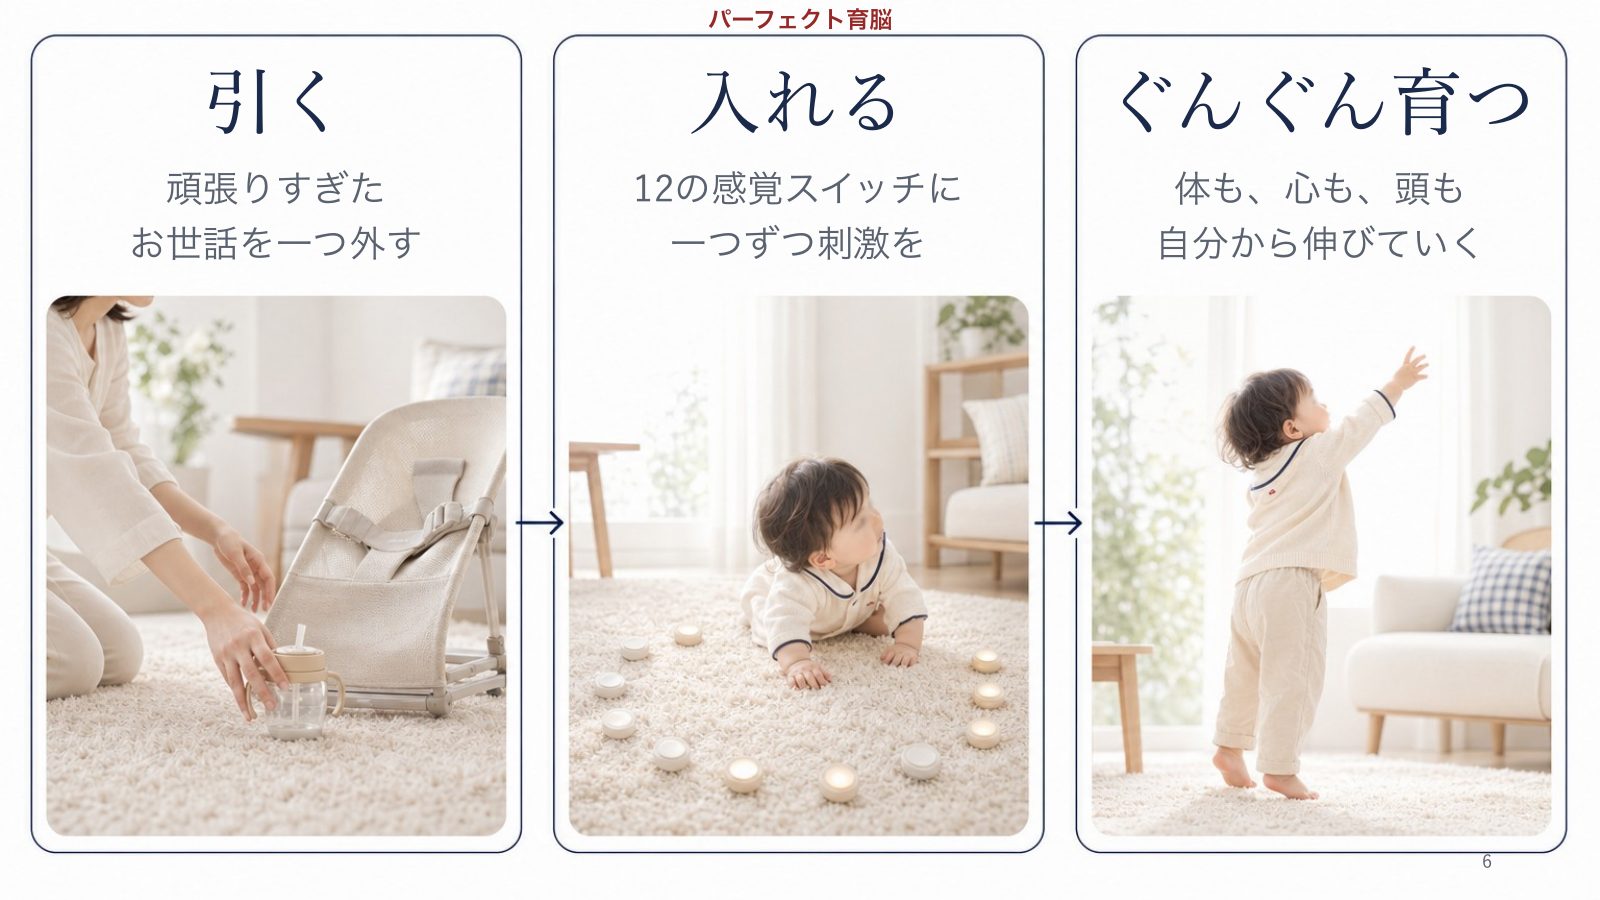 パーフェクト育脳
引く
頑張りすぎた
お世話を一つ外す
入れる
12の感覚スイッチに
一つずつ刺激を
ぐんぐん育つ
体も、心も、頭も
自分から伸びていく
6